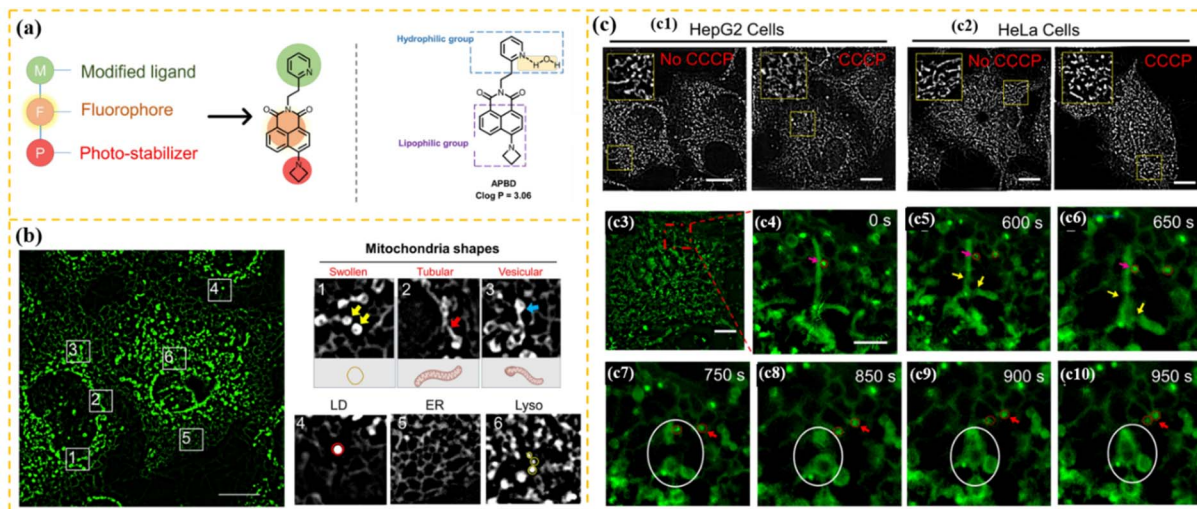 (a)
M Modified ligand
F Fluorophore
P Photo-stabilizer
N
O N O
N
Hydrophilic group
N H O H
O N O
Lipophilic group
N
APBD
Clog P = 3.06
(b)
4
3
6
2
5
1
Mitochondria shapes
Swollen Tubular Vesicular
1 2 3
LD ER Lyso
4 5 6
(c)
(c1) (c2)
HepG2 Cells HeLa Cells
No CCCP CCCP No CCCP CCCP
(c3) (c4) 0 s (c5) 600 s (c6) 650 s
(c7) 750 s (c8) 850 s (c9) 900 s (c10) 950 s